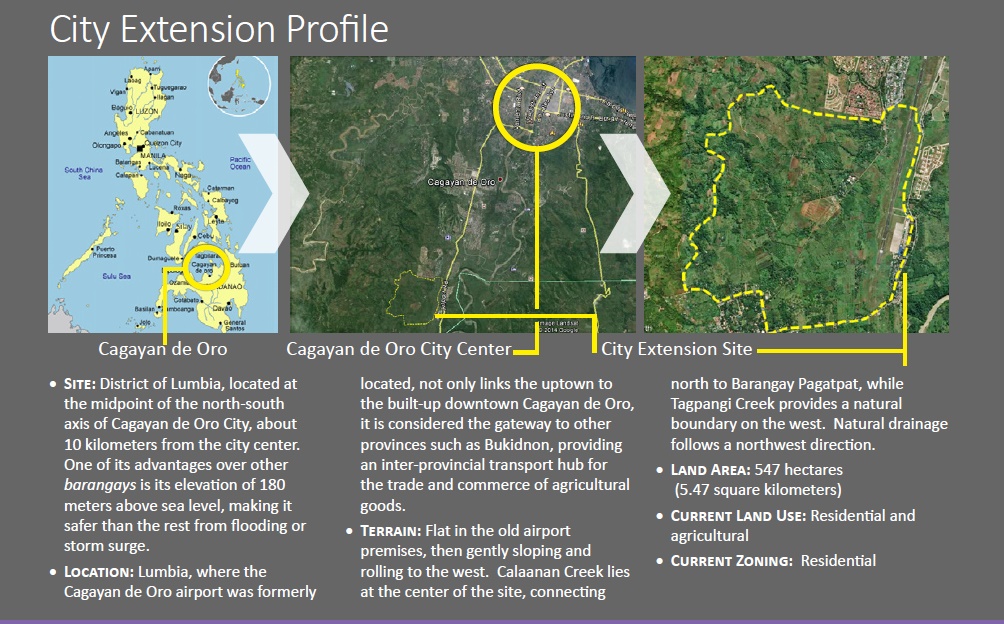 City Extension Profile
Aparri
Laoag
Tuguegarao
Vigan
Ilagan
Baguio
LUZON
Angeles
Cabanatuan
Olongapo
Quezon City
MANILA
Batangas
Lucena
Calapan
Naga
South China
Sea
Pacific
Ocean
Catarman
Calbayog
Roxas
Iloilo
Leyte
Cebu
Puerto
Princesa
Dumaguete
Tagbilaran
Cagayan
de oro
Butuan
Sulu Sea
Cotabato
Davao
Basilan
Jolo
General
Santos
Cagayan de Oro
Image Landsat
© 2014 Google
Cagayan de Oro
Cagayan de Oro City Center
City Extension Site
• SITE: District of Lumbia, located at
the midpoint of the north-south
axis of Cagayan de Oro City, about
10 kilometers from the city center.
One of its advantages over other
barangays is its elevation of 180
meters above sea level, making it
safer than the rest from flooding or
storm surge.
• LOCATION: Lumbia, where the
Cagayan de Oro airport was formerly
located, not only links the uptown to
the built-up downtown Cagayan de Oro,
it is considered the gateway to other
provinces such as Bukidnon, providing
an inter-provincial transport hub for
the trade and commerce of agricultural
goods.
• TERRAIN: Flat in the old airport
premises, then gently sloping and
rolling to the west. Calaanan Creek lies
at the center of the site, connecting
north to Barangay Pagatpat, while
Tagpangi Creek provides a natural
boundary on the west. Natural drainage
follows a northwest direction.
• LAND AREA: 547 hectares
(5.47 square kilometers)
• CURRENT LAND USE: Residential and
agricultural
• CURRENT ZONING: Residential